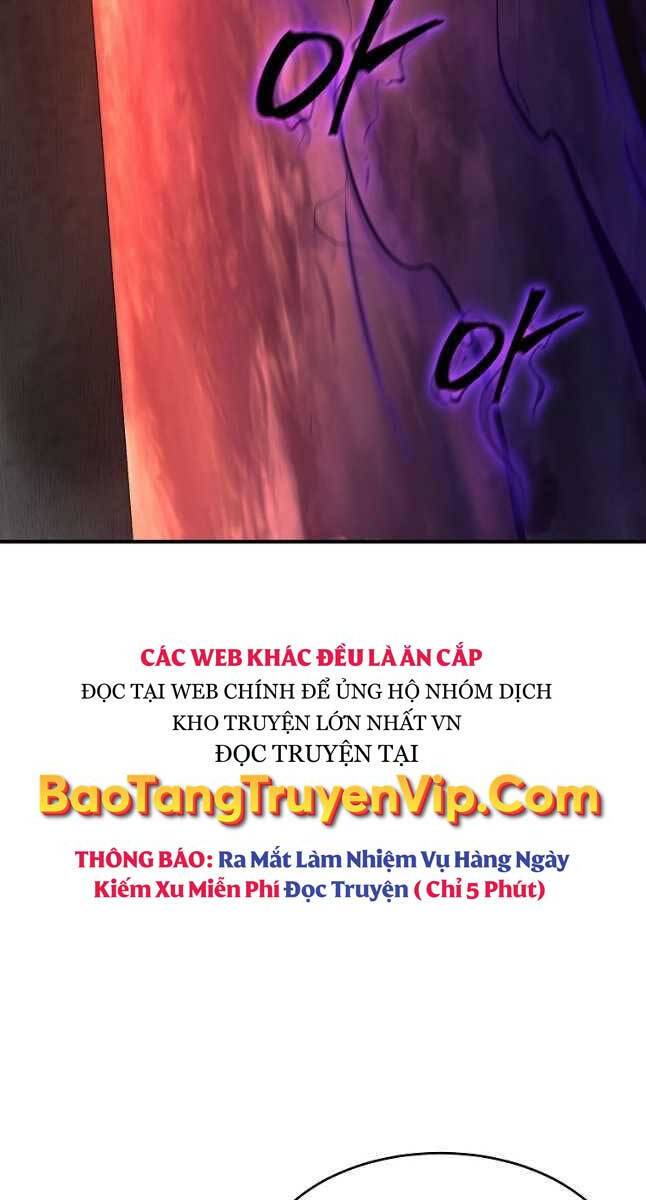 아
아
CÁC WEB KHÁC ĐỀU LÀ ĂN CẮP
ĐỌC TẠI WEB CHÍNH ĐỂ ỦNG HỘ NHÓM DỊCH
KHO TRUYỆN LỚN NHẤT VN
ĐỌC TRUYỆN TẠI
BaoTangTruyenVip.Com
THÔNG BÁO: Ra Mắt Làm Nhiệm Vụ Hàng Ngày
Kiếm Xu Miễn Phí Đọc Truyện ( Chỉ 5 Phút)